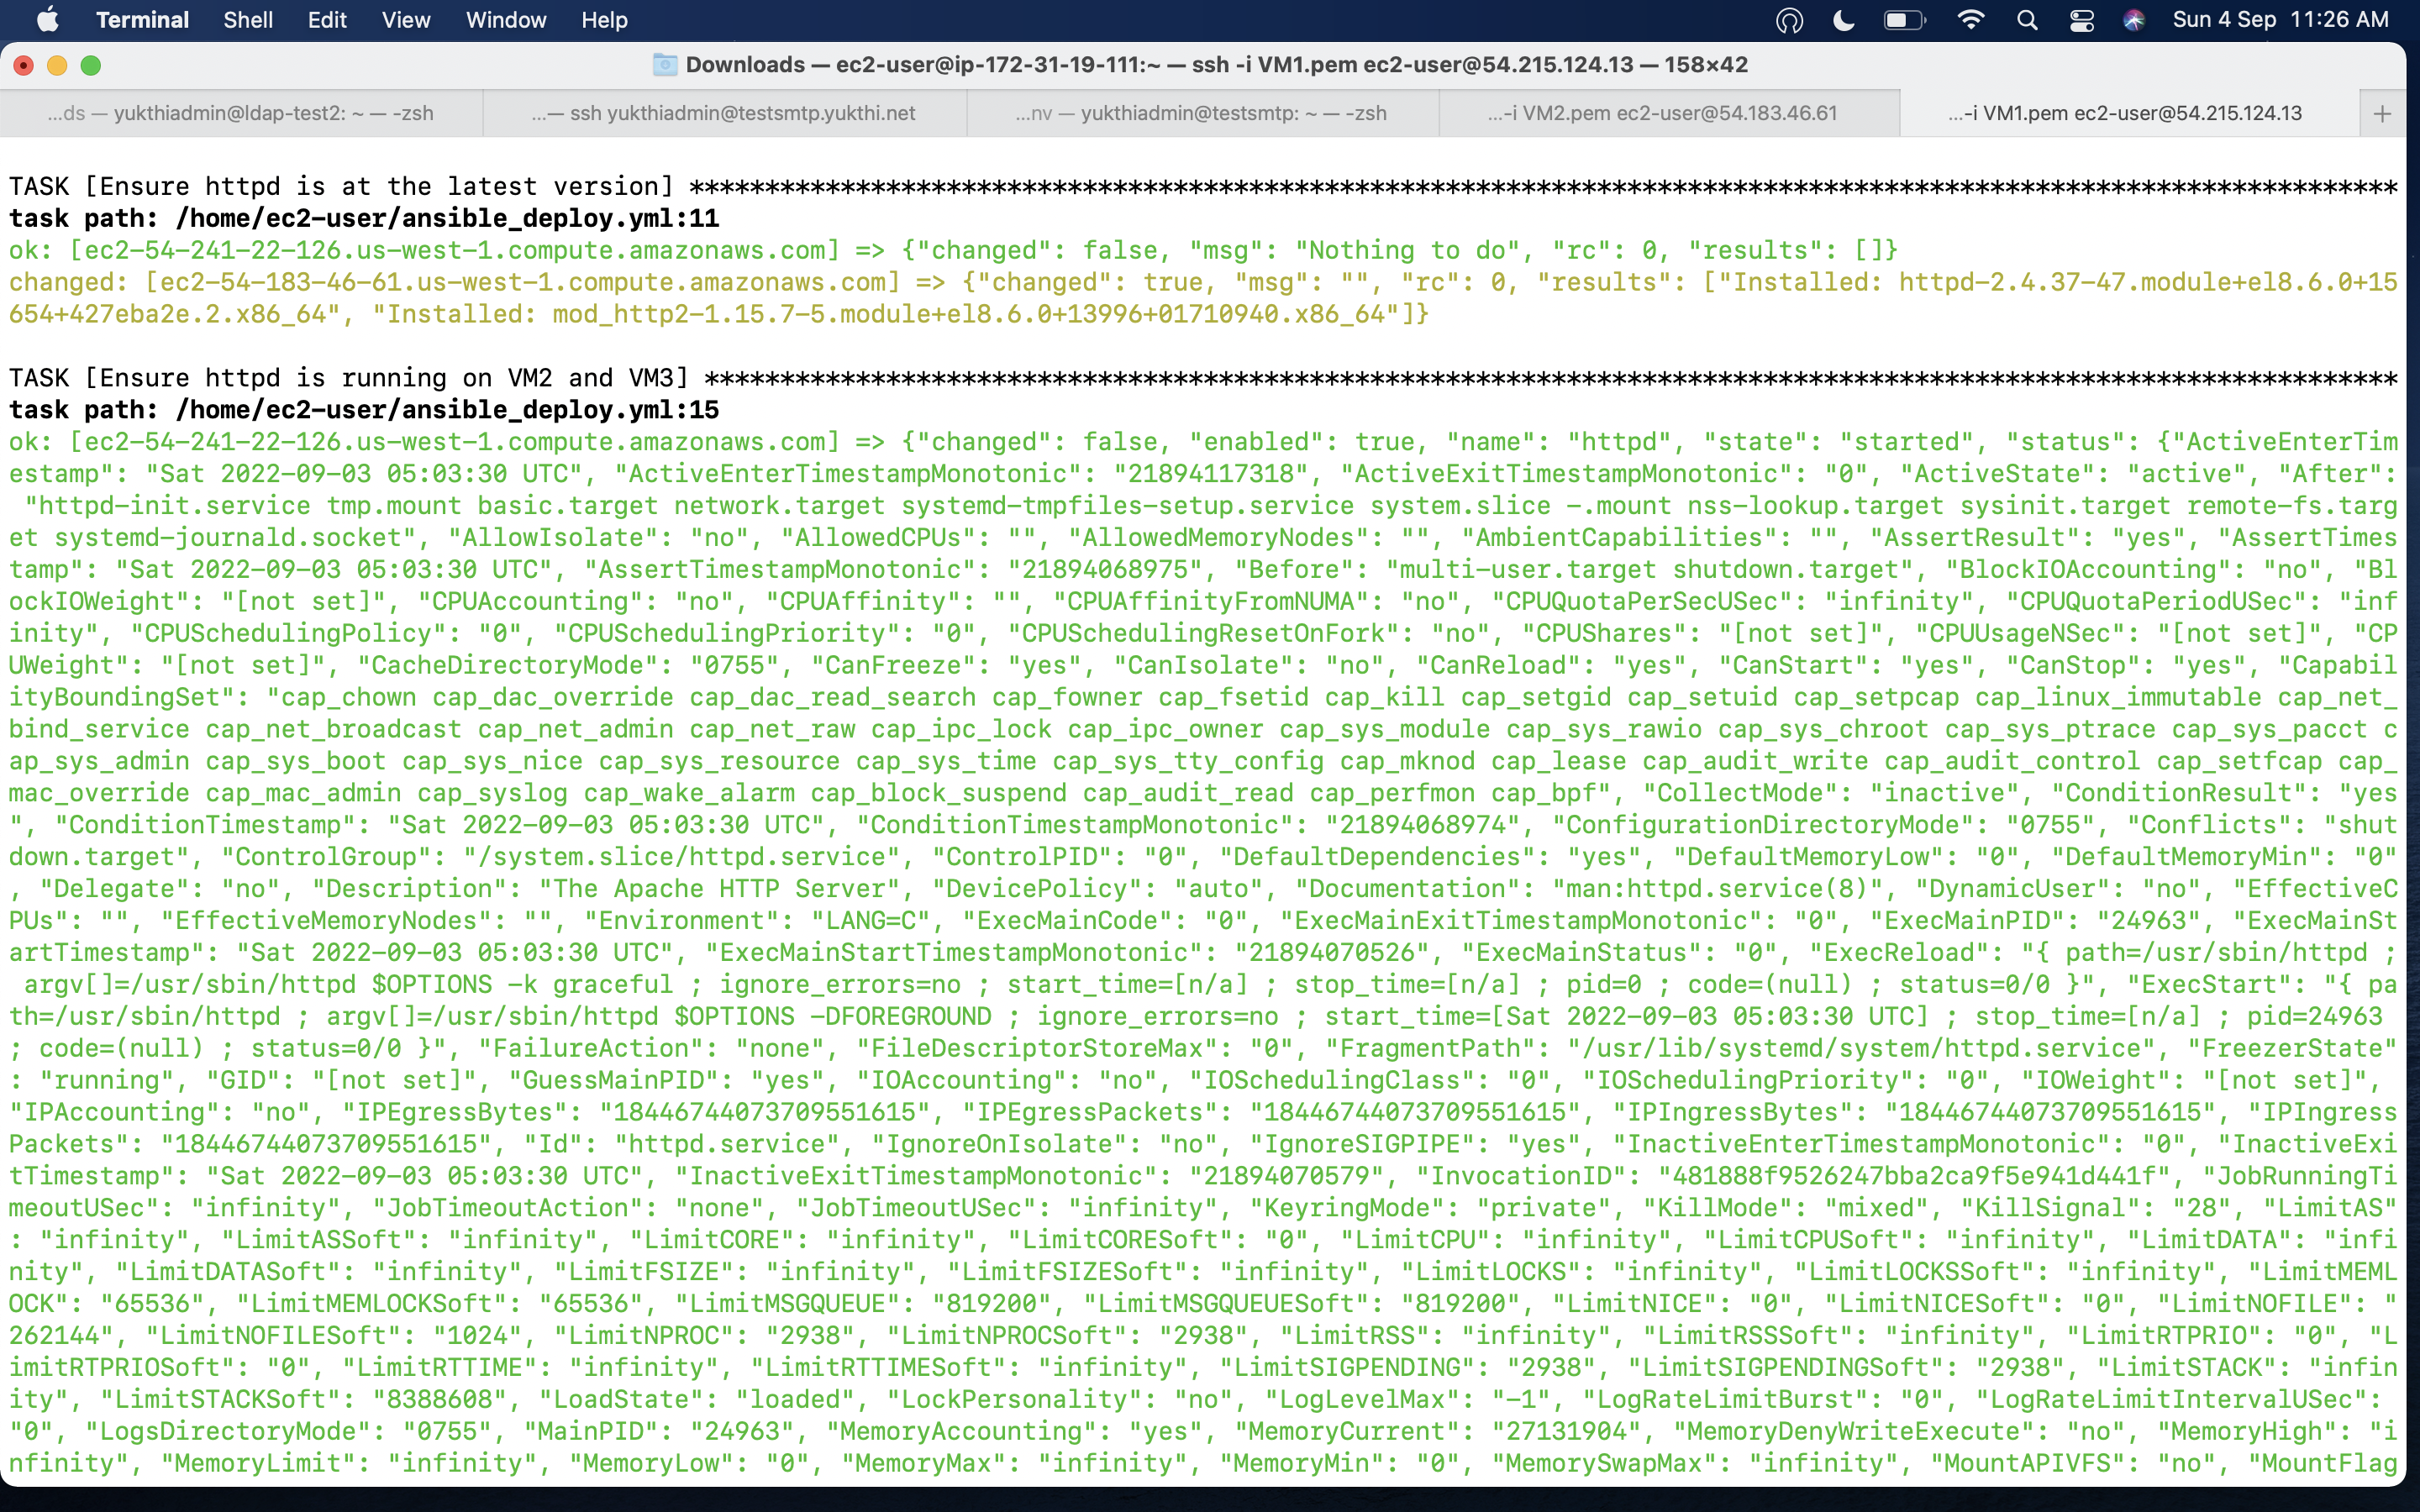 Terminal Shell Edit View Window Help Sun 4 Sep 11:26 AM
Downloads — ec2-user@ip-172-31-19-111:~ — ssh -i VM1.pem ec2-user@54.215.124.13 — 158×42
...ds — yukthiadmin@ldap-test2: ~ — -zsh ...— ssh yukthiadmin@testsmtp.yukthi.net ...nv — yukthiadmin@testsmtp: ~ — -zsh ...-i VM2.pem ec2-user@54.183.46.61 ...-i VM1.pem ec2-user@54.215.124.13 +
TASK [Ensure httpd is at the latest version] *****************************************************************************************************************
task path: /home/ec2-user/ansible_deploy.yml:11
ok: [ec2-54-241-22-126.us-west-1.compute.amazonaws.com] => {"changed": false, "msg": "Nothing to do", "rc": 0, "results": []}
changed: [ec2-54-183-46-61.us-west-1.compute.amazonaws.com] => {"changed": true, "msg": "", "rc": 0, "results": ["Installed: httpd-2.4.37-47.module+el8.6.0+15
654+427eba2e.2.x86_64", "Installed: mod_http2-1.15.7-5.module+el8.6.0+13996+01710940.x86_64"]}
TASK [Ensure httpd is running on VM2 and VM3] ****************************************************************************************************************
task path: /home/ec2-user/ansible_deploy.yml:15
ok: [ec2-54-241-22-126.us-west-1.compute.amazonaws.com] => {"changed": false, "enabled": true, "name": "httpd", "state": "started", "status": {"ActiveEnterTim
estamp": "Sat 2022-09-03 05:03:30 UTC", "ActiveEnterTimestampMonotonic": "21894117318", "ActiveExitTimestampMonotonic": "0", "ActiveState": "active", "After":
 "httpd-init.service tmp.mount basic.target network.target systemd-tmpfiles-setup.service system.slice -.mount nss-lookup.target sysinit.target remote-fs.targ
et systemd-journald.socket", "AllowIsolate": "no", "AllowedCPUs": "", "AllowedMemoryNodes": "", "AmbientCapabilities": "", "AssertResult": "yes", "AssertTimes
tamp": "Sat 2022-09-03 05:03:30 UTC", "AssertTimestampMonotonic": "21894068975", "Before": "multi-user.target shutdown.target", "BlockIOAccounting": "no", "Bl
ockIOWeight": "[not set]", "CPUAccounting": "no", "CPUAffinity": "", "CPUAffinityFromNUMA": "no", "CPUQuotaPerSecUSec": "infinity", "CPUQuotaPeriodUSec": "inf
inity", "CPUSchedulingPolicy": "0", "CPUSchedulingPriority": "0", "CPUSchedulingResetOnFork": "no", "CPUShares": "[not set]", "CPUUsageNSec": "[not set]", "CP
UWeight": "[not set]", "CacheDirectoryMode": "0755", "CanFreeze": "yes", "CanIsolate": "no", "CanReload": "yes", "CanStart": "yes", "CanStop": "yes", "Capabil
ityBoundingSet": "cap_chown cap_dac_override cap_dac_read_search cap_fowner cap_fsetid cap_kill cap_setgid cap_setuid cap_setpcap cap_linux_immutable cap_net_
bind_service cap_net_broadcast cap_net_admin cap_net_raw cap_ipc_lock cap_ipc_owner cap_sys_module cap_sys_rawio cap_sys_chroot cap_sys_ptrace cap_sys_pacct c
ap_sys_admin cap_sys_boot cap_sys_nice cap_sys_resource cap_sys_time cap_sys_tty_config cap_mknod cap_lease cap_audit_write cap_audit_control cap_setfcap cap_
mac_override cap_mac_admin cap_syslog cap_wake_alarm cap_block_suspend cap_audit_read cap_perfmon cap_bpf", "CollectMode": "inactive", "ConditionResult": "yes
", "ConditionTimestamp": "Sat 2022-09-03 05:03:30 UTC", "ConditionTimestampMonotonic": "21894068974", "ConfigurationDirectoryMode": "0755", "Conflicts": "shut
down.target", "ControlGroup": "/system.slice/httpd.service", "ControlPID": "0", "DefaultDependencies": "yes", "DefaultMemoryLow": "0", "DefaultMemoryMin": "0"
, "Delegate": "no", "Description": "The Apache HTTP Server", "DevicePolicy": "auto", "Documentation": "man:httpd.service(8)", "DynamicUser": "no", "EffectiveC
PUs": "", "EffectiveMemoryNodes": "", "Environment": "LANG=C", "ExecMainCode": "0", "ExecMainExitTimestampMonotonic": "0", "ExecMainPID": "24963", "ExecMainSt
artTimestamp": "Sat 2022-09-03 05:03:30 UTC", "ExecMainStartTimestampMonotonic": "21894070526", "ExecMainStatus": "0", "ExecReload": "{ path=/usr/sbin/httpd ;
 argv[]=/usr/sbin/httpd $OPTIONS -k graceful ; ignore_errors=no ; start_time=[n/a] ; stop_time=[n/a] ; pid=0 ; code=(null) ; status=0/0 }", "ExecStart": "{ pa
th=/usr/sbin/httpd ; argv[]=/usr/sbin/httpd $OPTIONS -DFOREGROUND ; ignore_errors=no ; start_time=[Sat 2022-09-03 05:03:30 UTC] ; stop_time=[n/a] ; pid=24963
; code=(null) ; status=0/0 }", "FailureAction": "none", "FileDescriptorStoreMax": "0", "FragmentPath": "/usr/lib/systemd/system/httpd.service", "FreezerState"
: "running", "GID": "[not set]", "GuessMainPID": "yes", "IOAccounting": "no", "IOSchedulingClass": "0", "IOSchedulingPriority": "0", "IOWeight": "[not set]",
"IPAccounting": "no", "IPEgressBytes": "18446744073709551615", "IPEgressPackets": "18446744073709551615", "IPIngressBytes": "18446744073709551615", "IPIngress
Packets": "18446744073709551615", "Id": "httpd.service", "IgnoreOnIsolate": "no", "IgnoreSIGPIPE": "yes", "InactiveEnterTimestampMonotonic": "0", "InactiveExi
tTimestamp": "Sat 2022-09-03 05:03:30 UTC", "InactiveExitTimestampMonotonic": "21894070579", "InvocationID": "481888f9526247bba2ca9f5e941d441f", "JobRunningTi
meoutUSec": "infinity", "JobTimeoutAction": "none", "JobTimeoutUSec": "infinity", "KeyringMode": "private", "KillMode": "mixed", "KillSignal": "28", "LimitAS"
: "infinity", "LimitASSoft": "infinity", "LimitCORE": "infinity", "LimitCORESoft": "0", "LimitCPU": "infinity", "LimitCPUSoft": "infinity", "LimitDATA": "infi
nity", "LimitDATASoft": "infinity", "LimitFSIZE": "infinity", "LimitFSIZESoft": "infinity", "LimitLOCKS": "infinity", "LimitLOCKSSoft": "infinity", "LimitMEML
OCK": "65536", "LimitMEMLOCKSoft": "65536", "LimitMSGQUEUE": "819200", "LimitMSGQUEUESoft": "819200", "LimitNICE": "0", "LimitNICESoft": "0", "LimitNOFILE": "
262144", "LimitNOFILESoft": "1024", "LimitNPROC": "2938", "LimitNPROCSoft": "2938", "LimitRSS": "infinity", "LimitRSSSoft": "infinity", "LimitRTPRIO": "0", "L
imitRTPRIOSoft": "0", "LimitRTTIME": "infinity", "LimitRTTIMESoft": "infinity", "LimitSIGPENDING": "2938", "LimitSIGPENDINGSoft": "2938", "LimitSTACK": "infin
ity", "LimitSTACKSoft": "8388608", "LoadState": "loaded", "LockPersonality": "no", "LogLevelMax": "-1", "LogRateLimitBurst": "0", "LogRateLimitIntervalUSec":
"0", "LogsDirectoryMode": "0755", "MainPID": "24963", "MemoryAccounting": "yes", "MemoryCurrent": "27131904", "MemoryDenyWriteExecute": "no", "MemoryHigh": "i
nfinity", "MemoryLimit": "infinity", "MemoryLow": "0", "MemoryMax": "infinity", "MemoryMin": "0", "MemorySwapMax": "infinity", "MountAPIVFS": "no", "MountFlag